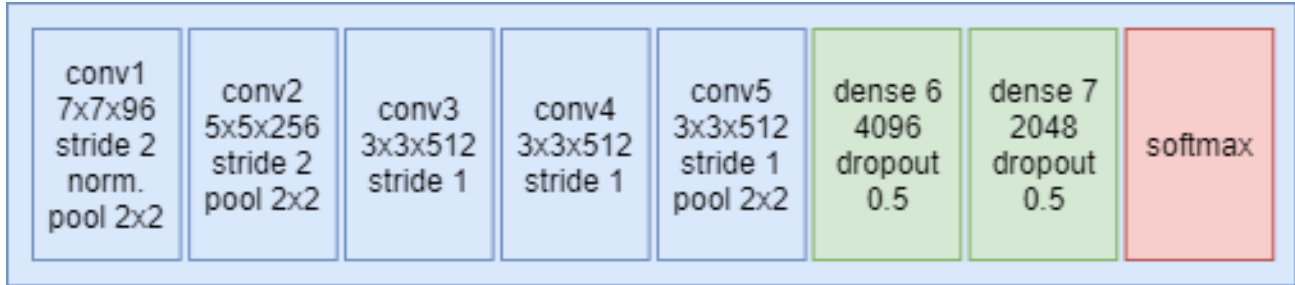 conv1
7x7x96
stride 2
norm.
pool 2x2
conv2
5x5x256
stride 2
pool 2x2
conv3
3x3x512
stride 1
conv4
3x3x512
stride 1
conv5
3x3x512
stride 1
pool 2x2
dense 6
4096
dropout
0.5
dense 7
2048
dropout
0.5
softmax